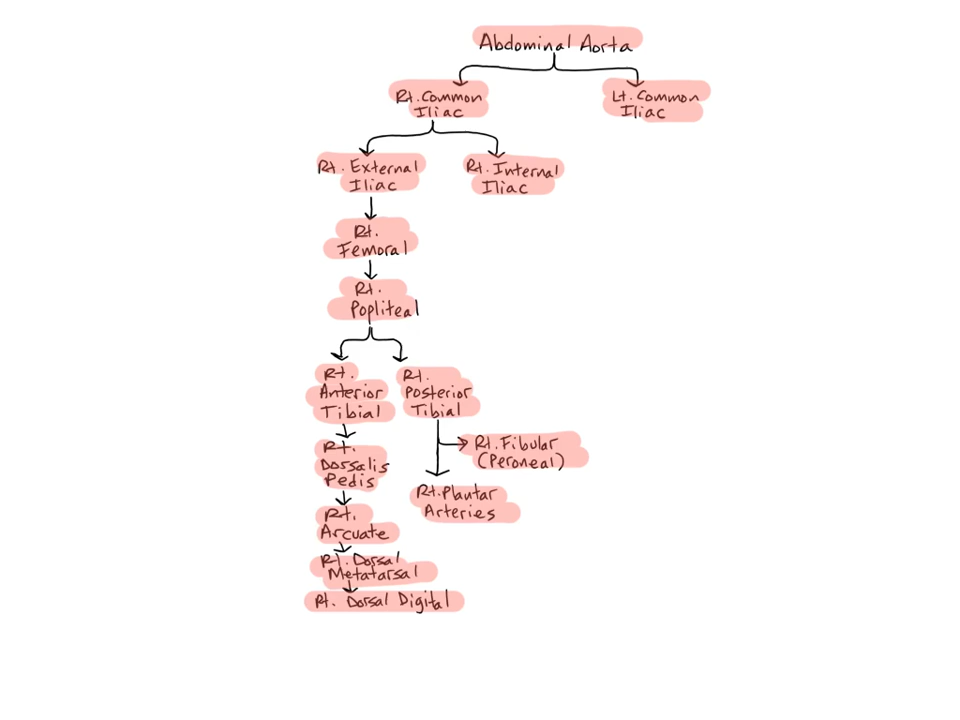 Abdominal Aorta
Rt. Common
Iliac
Lt. Common
Iliac
Rt. External
Iliac
Rt. Internal
Iliac
Rt.
Femoral
Rt.
Popliteal
Rt.
Anterior
Tibial
Rt.
Posterior
Tibial
Rt. Fibular
(Peroneal)
Rt. Plantar
Arteries
Rt.
Dorsalis
Pedis
Rt.
Arcuate
Rt. Dorsal
Metatarsal
Rt. Dorsal Digital